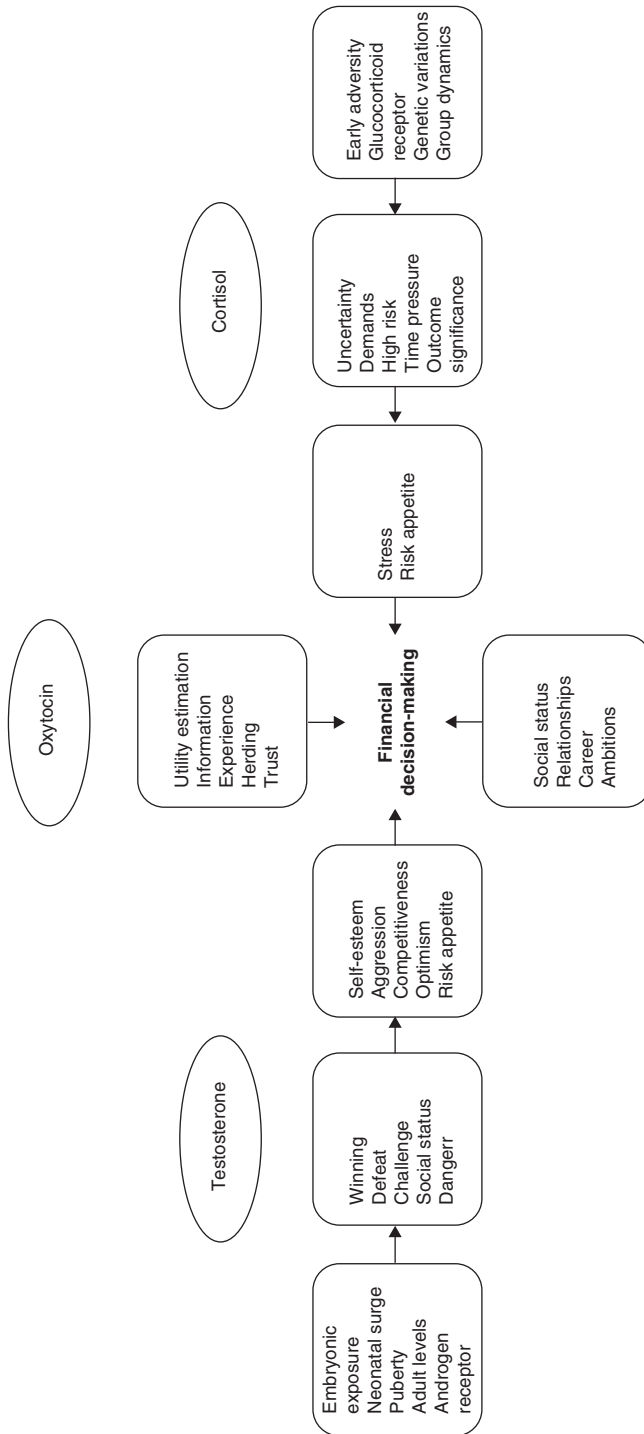 Testosterone
Oxytocin
Cortisol
Embryonic
exposure
Neonatal surge
Puberty
Adult levels
Androgen
receptor
Winning
Defeat
Challenge
Social status
Dangerr
Self-esteem
Aggression
Competitiveness
Optimism
Risk appetite
Utility estimation
Information
Experience
Herding
Trust
Financial
decision-making
Social status
Relationships
Career
Ambitions
Stress
Risk appetite
Uncertainty
Demands
High risk
Time pressure
Outcome
significance
Early adversity
Glucocorticoid
receptor
Genetic variations
Group dynamics